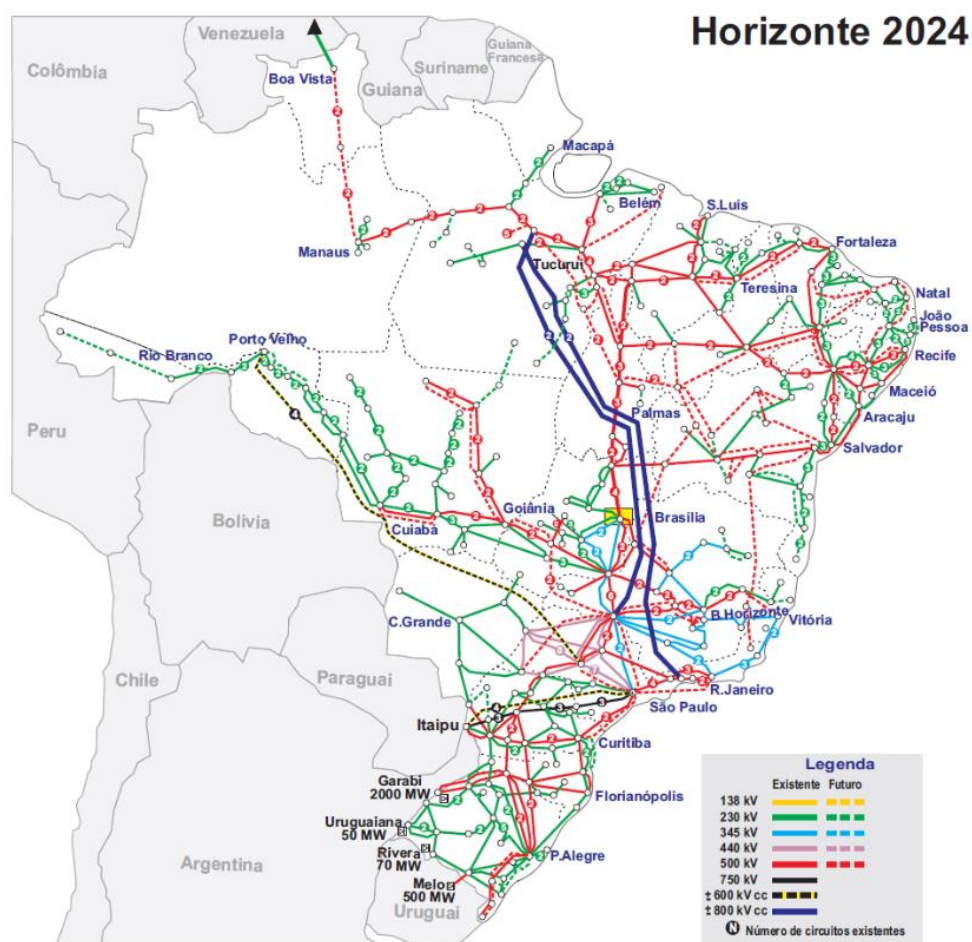 Horizonte 2024
Venezuela
Guiana
Francesa
Suriname
Guiana
Colômbia
Boa Vista
Macapá
Belém
S.Luis
Manaus
Fortaleza
Tucuruí
Teresina
Natal
João
Pessoa
Porto Velho
Rio Branco
Recife
Palmas
Maceió
Aracaju
Peru
Salvador
Goiânia
Brasília
Cuiabá
Bolívia
B.Horizonte
Vitória
C.Grande
Chile
Paraguai
R.Janeiro
São Paulo
Itaipu
Curitiba
Garabi
2000 MW
Florianópolis
Uruguaiana
50 MW
Rivera
70 MW
P.Alegre
Argentina
Melo
500 MW
Uruguai
Legenda
Existente Futuro
138 kV
230 kV
345 kV
440 kV
500 kV
750 kV
± 600 kV cc
± 800 kV cc
N Número de circuitos existentes